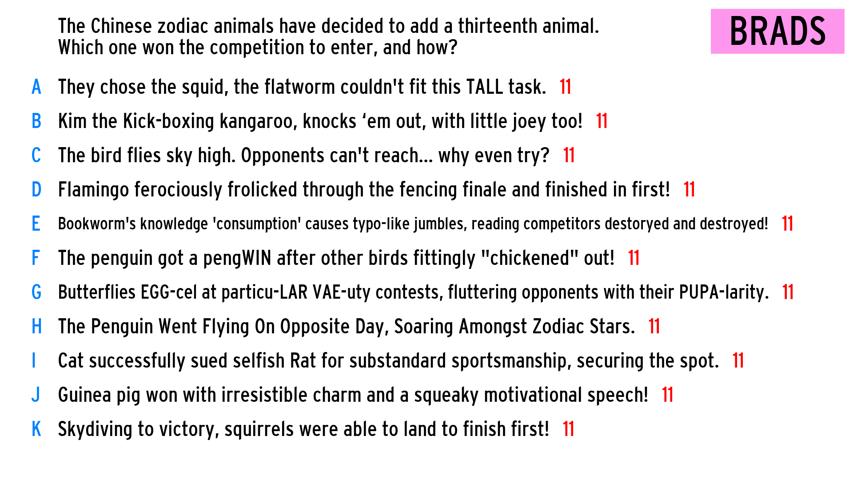 The Chinese zodiac animals have decided to add a thirteenth animal.
Which one won the competition to enter, and how?
BRADS
A They chose the squid, the flatworm couldn't fit this TALL task. 11
B Kim the Kick-boxing kangaroo, knocks ‘em out, with little joey too! 11
C The bird flies sky high. Opponents can't reach... why even try? 11
D Flamingo ferociously frolicked through the fencing finale and finished in first! 11
E Bookworm's knowledge 'consumption' causes typo-like jumbles, reading competitors destoryed and destroyed! 11
F The penguin got a pengWIN after other birds fittingly "chickened" out! 11
G Butterflies EGG-cel at particu-LAR VAE-uty contests, fluttering opponents with their PUPA-larity. 11
H The Penguin Went Flying On Opposite Day, Soaring Amongst Zodiac Stars. 11
I Cat successfully sued selfish Rat for substandard sportsmanship, securing the spot. 11
J Guinea pig won with irresistible charm and a squeaky motivational speech! 11
K Skydiving to victory, squirrels were able to land to finish first! 11